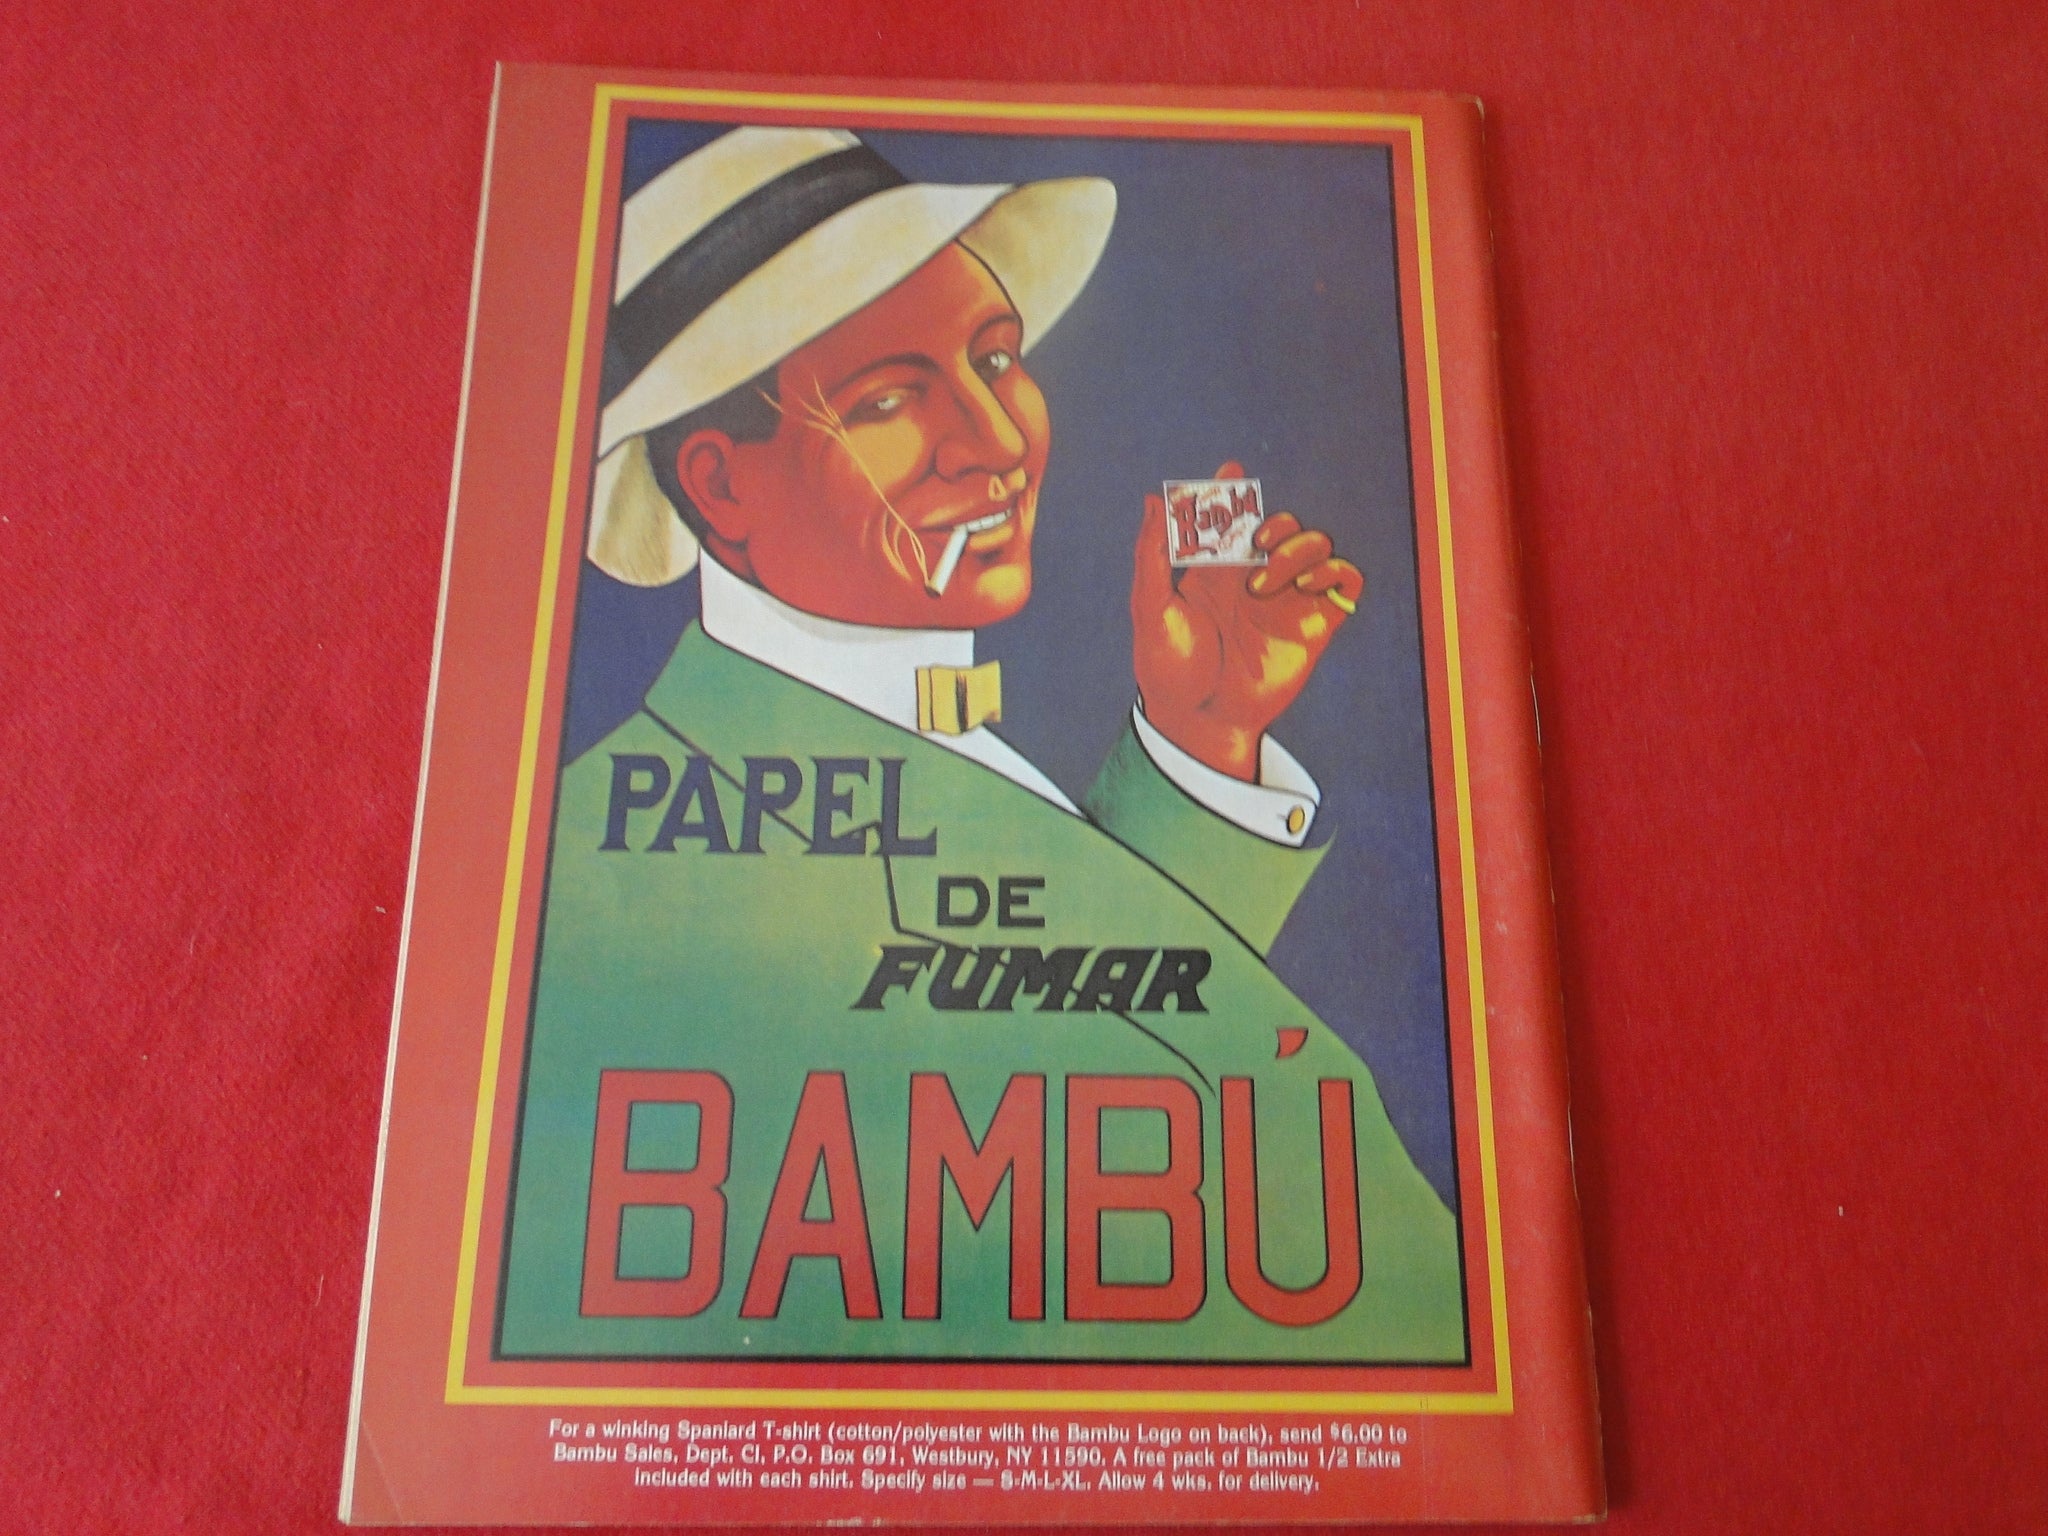 Bambú
PAPEL
DE
FUMAR
BAMBÚ
For a winking Spaniard T-shirt (cotton/polyester with the Bambu Logo on back), send $6.00 to
Bambu Sales, Dept. CI, P.O. Box 691, Westbury, NY 11590. A free pack of Bambu 1/2 Extra
included with each shirt. Specify size — S-M-L-XL. Allow 4 wks. for delivery.